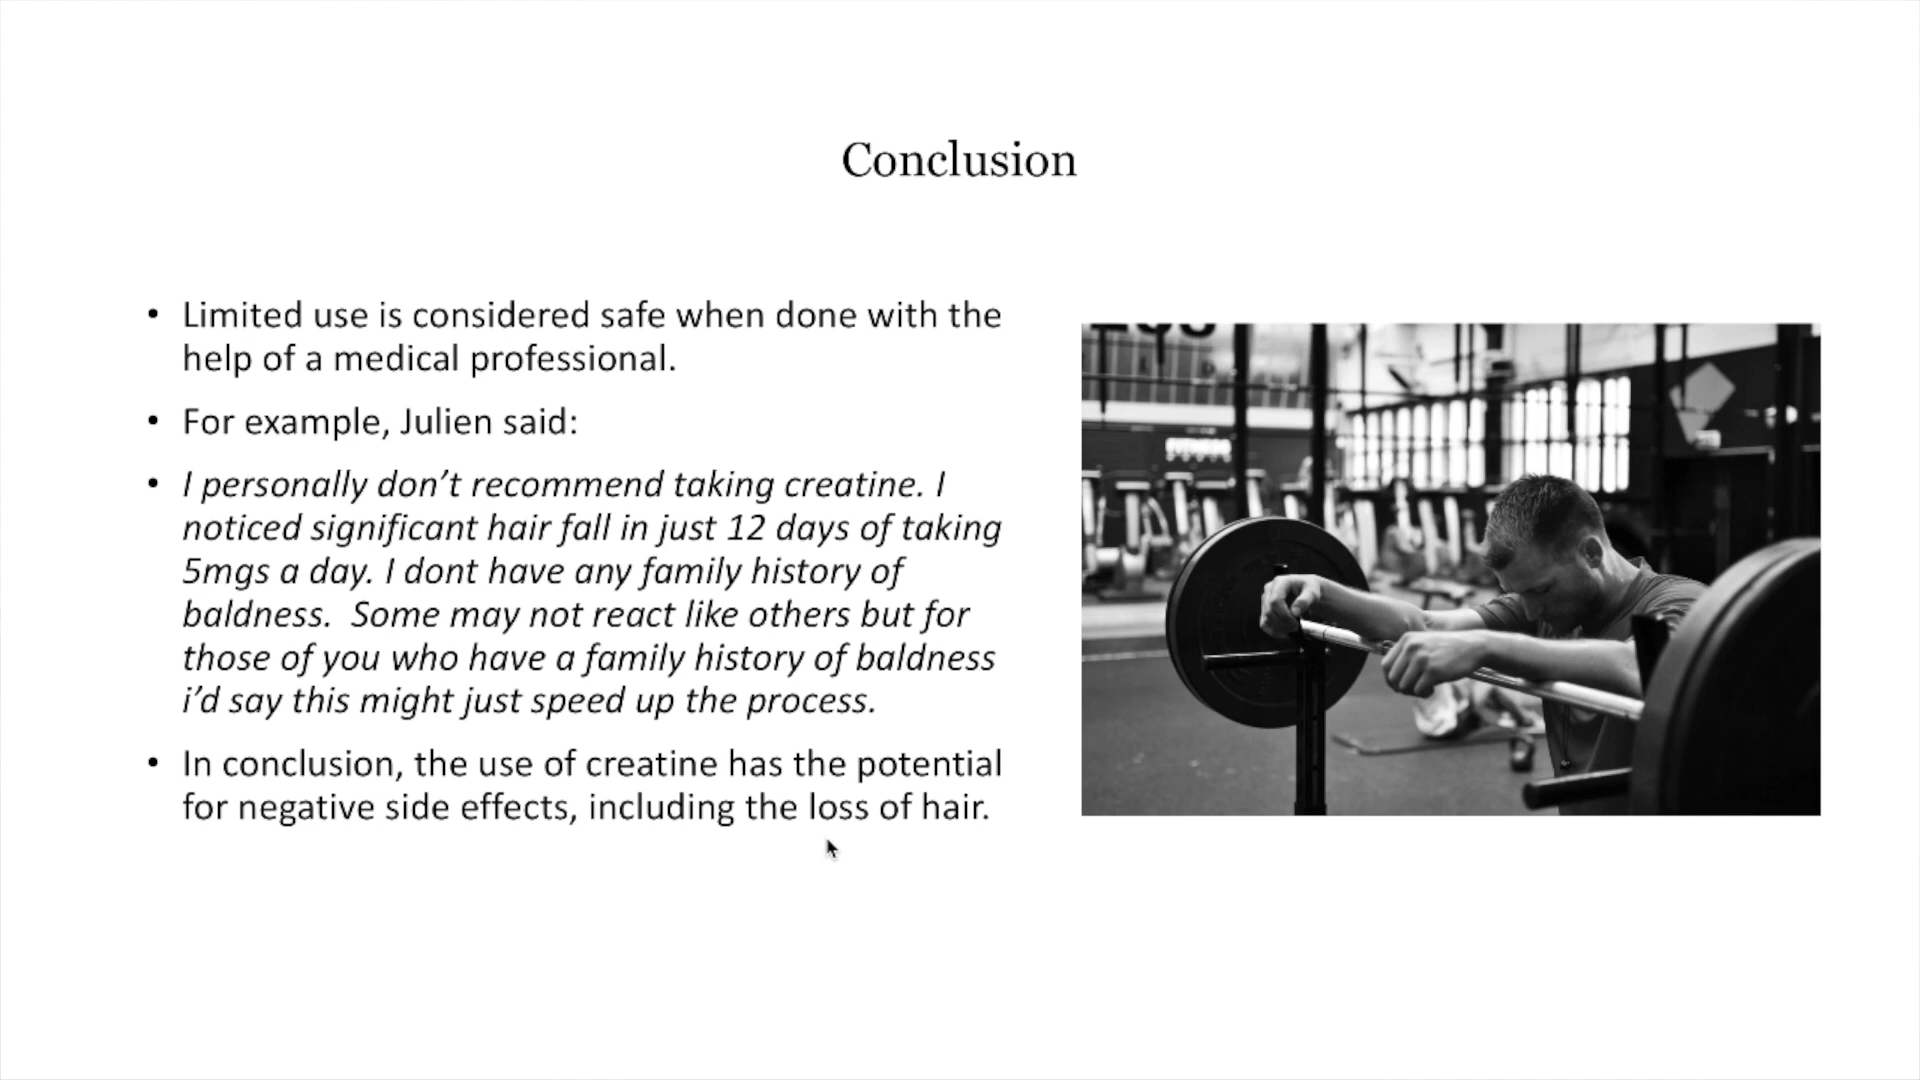 Conclusion
• Limited use is considered safe when done with the
help of a medical professional.
• For example, Julien said:
• I personally don’t recommend taking creatine. I
noticed significant hair fall in just 12 days of taking
5mgs a day. I dont have any family history of
baldness.  Some may not react like others but for
those of you who have a family history of baldness
i’d say this might just speed up the process.
• In conclusion, the use of creatine has the potential
for negative side effects, including the loss of hair.